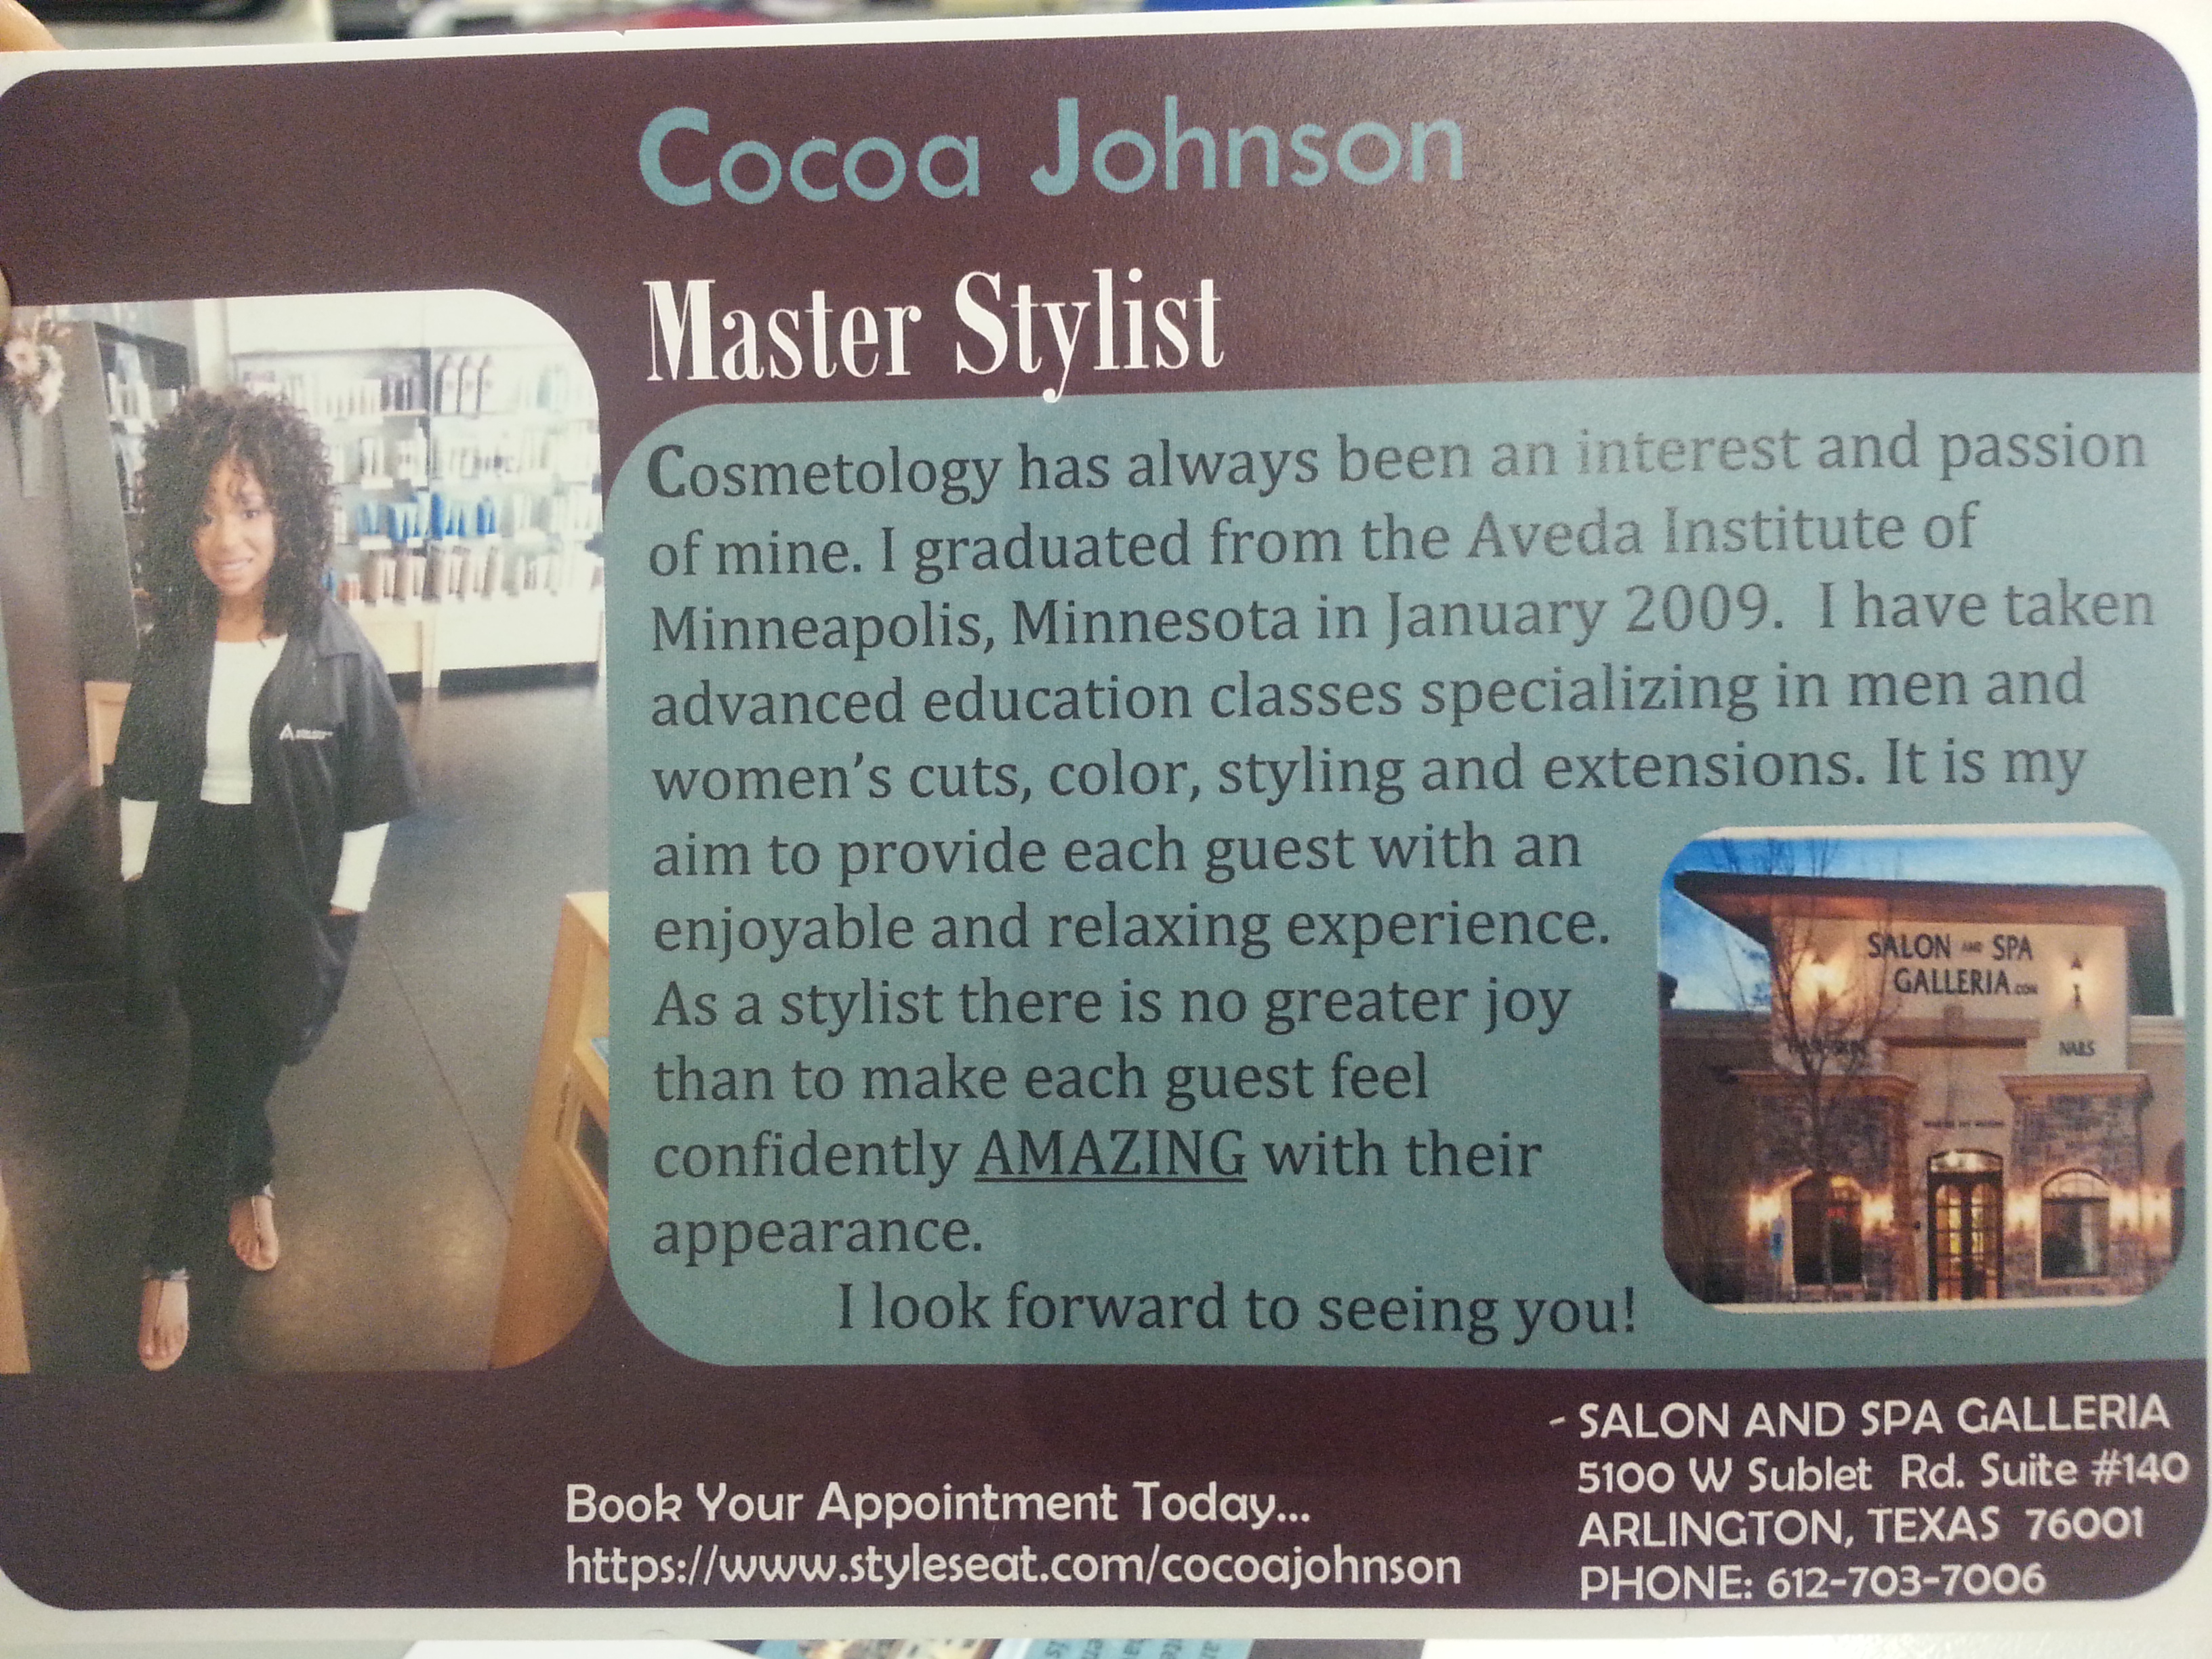 Cocoa Johnson
Master Stylist
Cosmetology has always been an interest and passion
of mine. I graduated from the Aveda Institute of
Minneapolis, Minnesota in January 2009. I have taken
advanced education classes specializing in men and
women's cuts, color, styling and extensions. It is my
aim to provide each guest with an
enjoyable and relaxing experience.
As a stylist there is no greater joy
than to make each guest feel
confidently AMAZING with their
appearance.
I look forward to seeing you!
SALON AND SPA
GALLERIA.COM
NAILS
- SALON AND SPA GALLERIA
5100 W Sublet Rd. Suite #140
ARLINGTON, TEXAS 76001
PHONE: 612-703-7006
Book Your Appointment Today...
https://www.styleseat.com/cocoajohnson